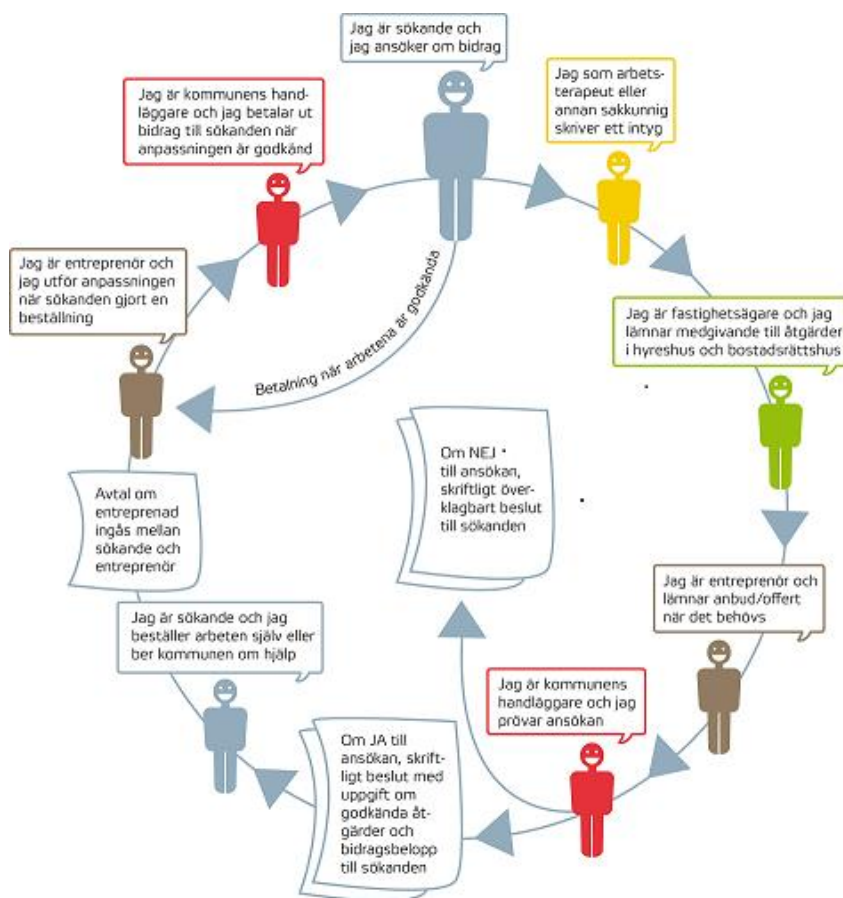 Jag är sökande och
jag ansöker om bidrag
Jag som arbets-
terapeut eller
annan sakkunnig
skriver ett intyg
Jag är fastighetsägare och jag
lämnar medgivande till åtgärder
i hyreshus och bostadsrättshus
Jag är entreprenör och
lämnar anbud/offert
när det behövs
Jag är kommunens
handläggare och jag
prövar ansökan
Om NEJ
till ansökan,
skriftligt över-
klagbart beslut
till sökanden
Om JA till
ansökan, skrift-
ligt beslut med
uppgift om
godkända åt-
gärder och
bidragsbelopp
till sökanden
Jag är sökande och jag
beställer arbeten själv eller
ber kommunen om hjälp
Avtal om
entreprenad
ingås mellan
sökande och
entreprenör
Jag är entreprenör och
jag utför anpassningen
när sökanden gjort en
beställning
Jag är kommunens hand-
läggare och jag betalar ut
bidrag till sökanden när
anpassningen är godkänd
Betalning när arbetena är godkända